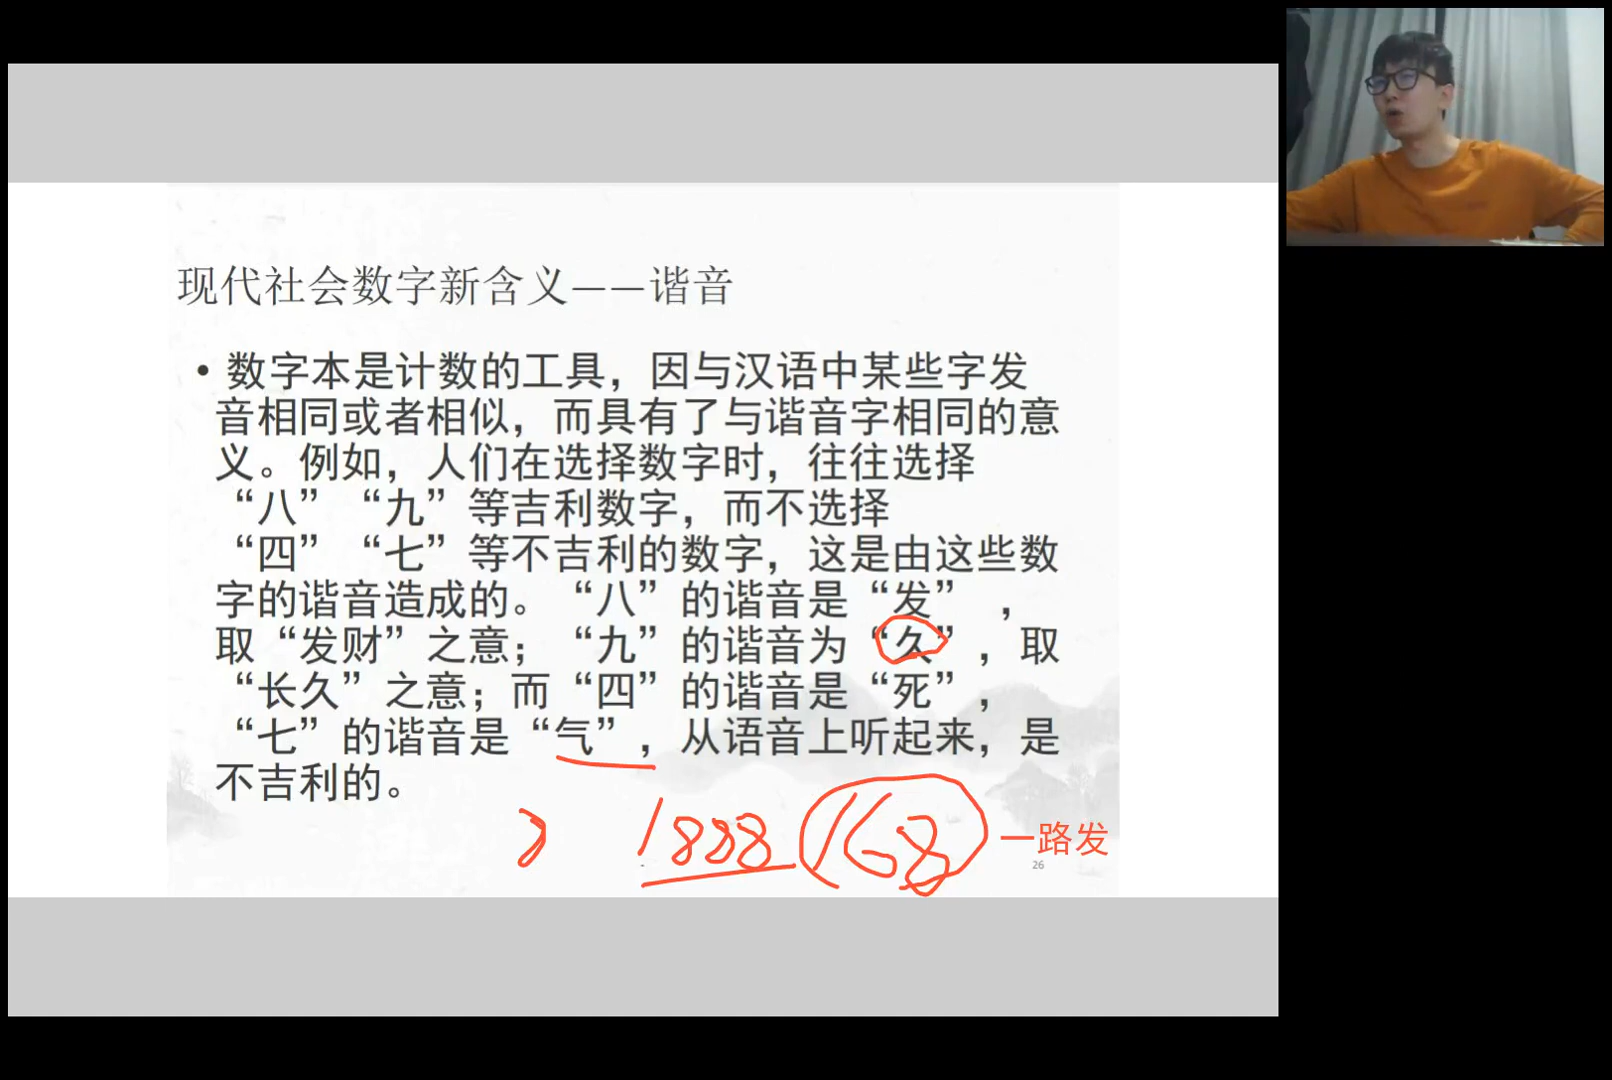 现代社会数字新含义——谐音
• 数字本是计数的工具，因与汉语中某些字发
音相同或者相似，而具有了与谐音字相同的意
义。例如，人们在选择数字时，往往选择
“八” “九”等吉利数字，而不选择
“四” “七”等不吉利的数字，这是由这些数
字的谐音造成的。 “八”的谐音是“发” ，
取“发财”之意； “九”的谐音为“久” ，取
“长久”之意；而“四”的谐音是“死” ，
“七”的谐音是“气” ，从语音上听起来，是
不吉利的。
8 1888 168 一路发
26